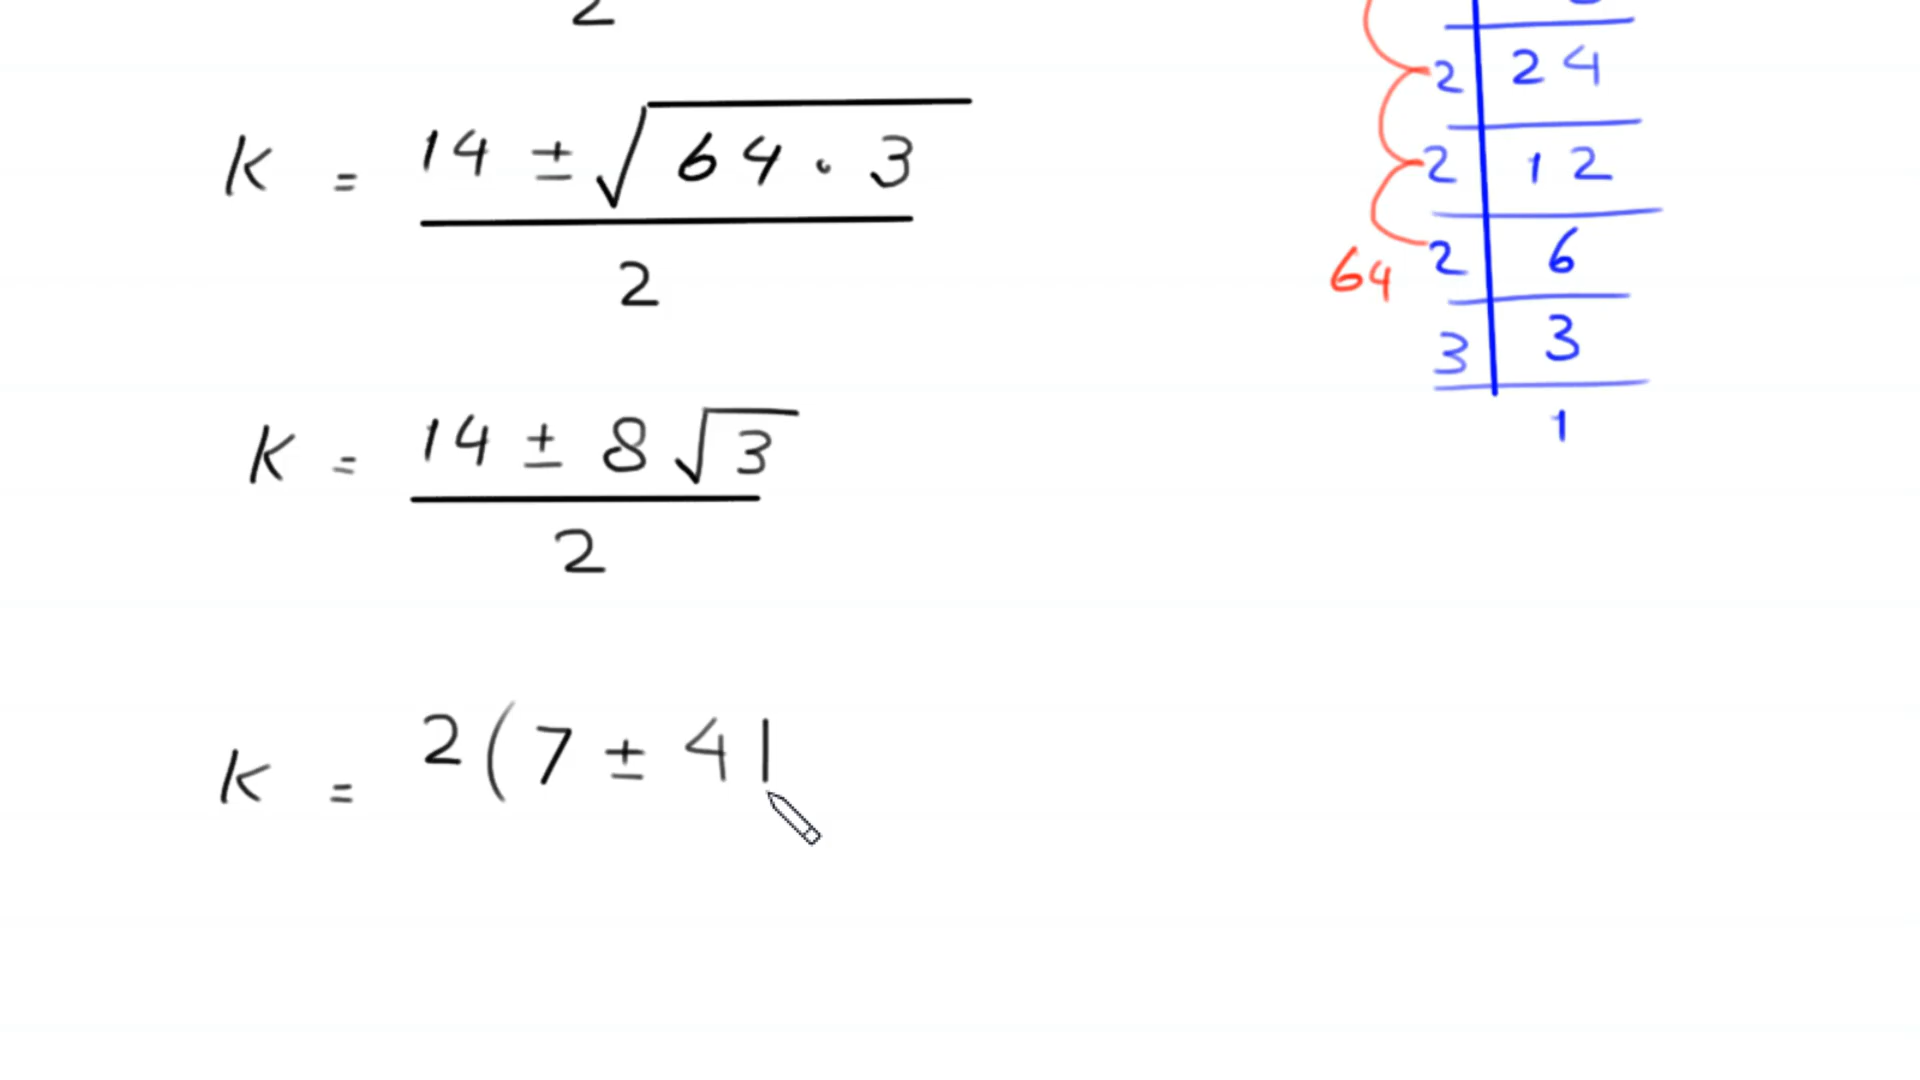 2
K = 14 ± √64 · 3
2
K = 14 ± 8 √3
2
K = 2 ( 7 ± 4 |
2 | 24
2 | 12
2 | 6
64
3 | 3
1